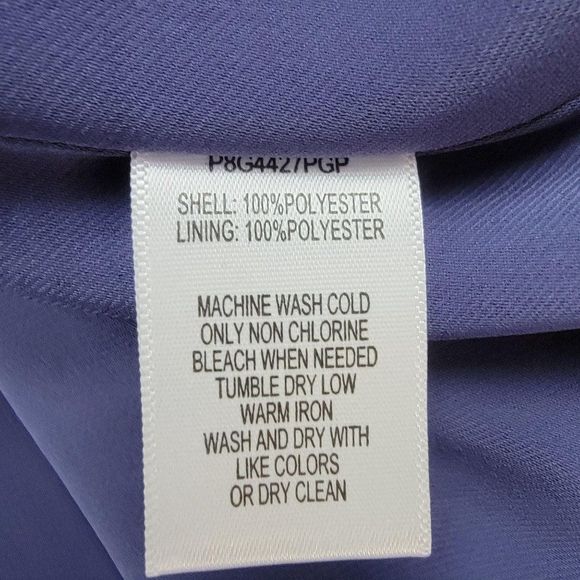 P8G4427PGP
SHELL: 100%POLYESTER
LINING: 100%POLYESTER
MACHINE WASH COLD
ONLY NON CHLORINE
BLEACH WHEN NEEDED
TUMBLE DRY LOW
WARM IRON
WASH AND DRY WITH
LIKE COLORS
OR DRY CLEAN